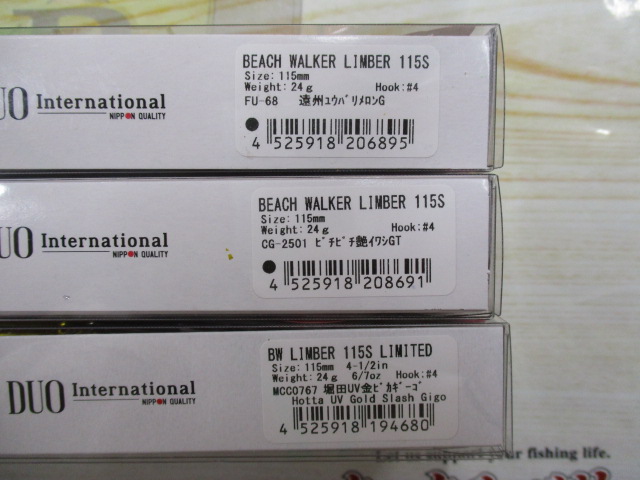 DUO International
NIPPON QUALITY
BEACH WALKER LIMBER 115S
Size: 115mm
Weight: 24g Hook:#4
FU-68 遠州ﾕｳﾊﾞﾘﾒﾛﾝG
4 525918 206895
DUO International
NIPPON QUALITY
BEACH WALKER LIMBER 115S
Size: 115mm
Weight: 24g Hook:#4
CG-2501 ﾋﾟﾁﾋﾟﾁ艶ｲﾜｼGT
4 525918 208691
DUO International
NIPPON QUALITY
BW LIMBER 115S LIMITED
Size: 115mm 4-1/2in
Weight: 24g 6/7oz Hook:#4
MCC0767 堀田UV金ﾋﾟｶｷﾞｰｺﾞ
Hotta UV Gold Slash Gigo
4 525918 194680
Let us support your fishing life.